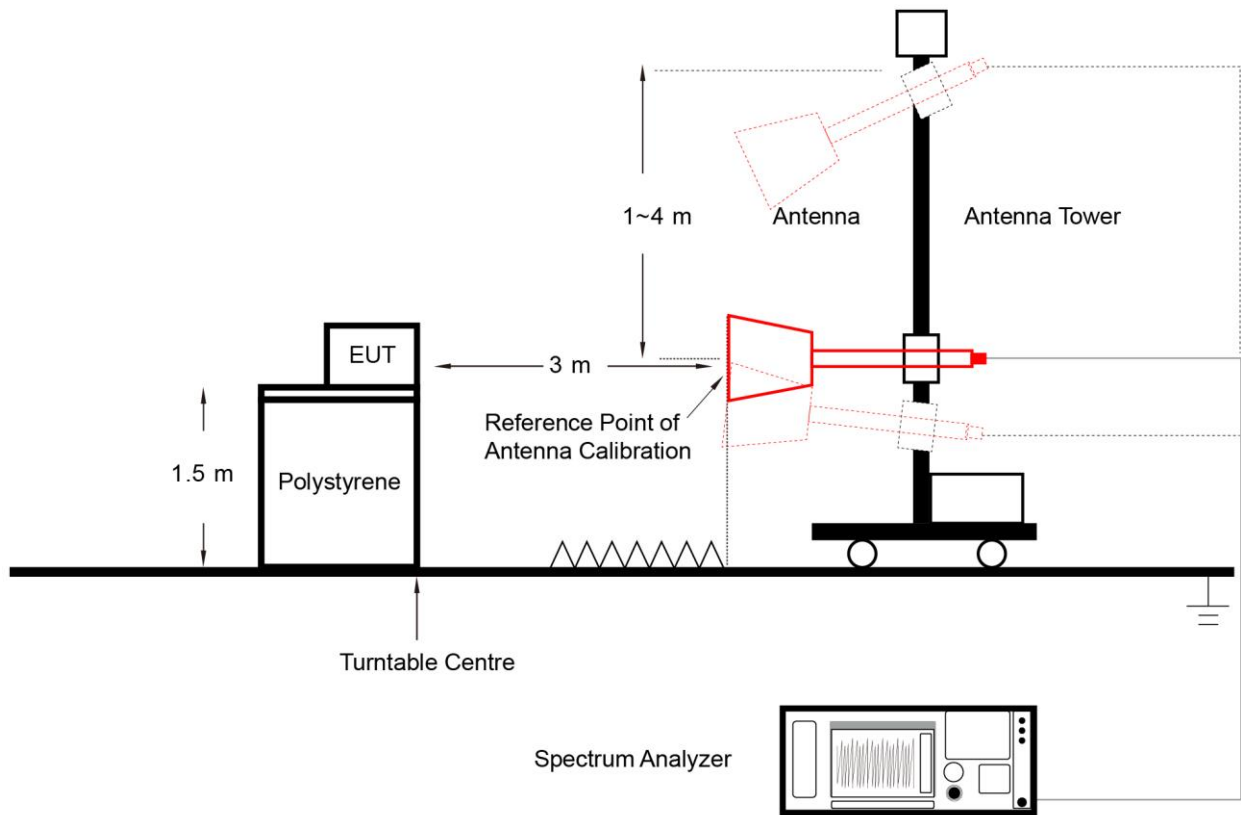 1~4 m
Antenna
Antenna Tower
EUT
3 m
Reference Point of
Antenna Calibration
1.5 m
Polystyrene
Turntable Centre
Spectrum Analyzer